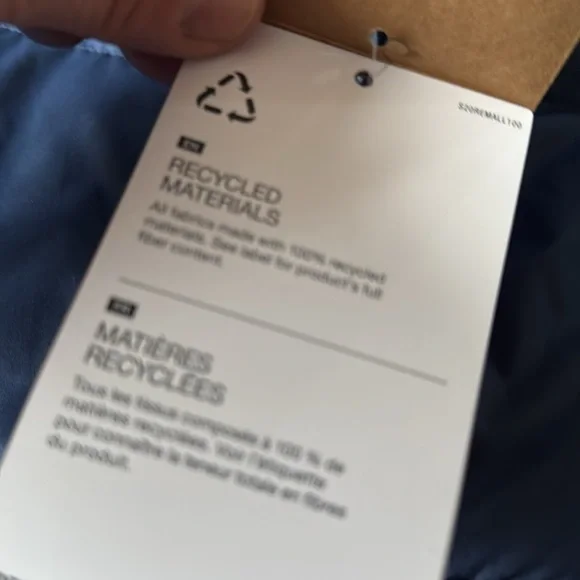 S20REMALL100
EN
RECYCLED
MATERIALS
All fabrics made with 100% recycled
materials. See label for product's full
fiber content.
FR
MATIÈRES
RECYCLÉES
Tous les tissus composés à 100 % de
matières recyclées. Voir l'étiquette
pour connaître la teneur totale en fibres
du produit.